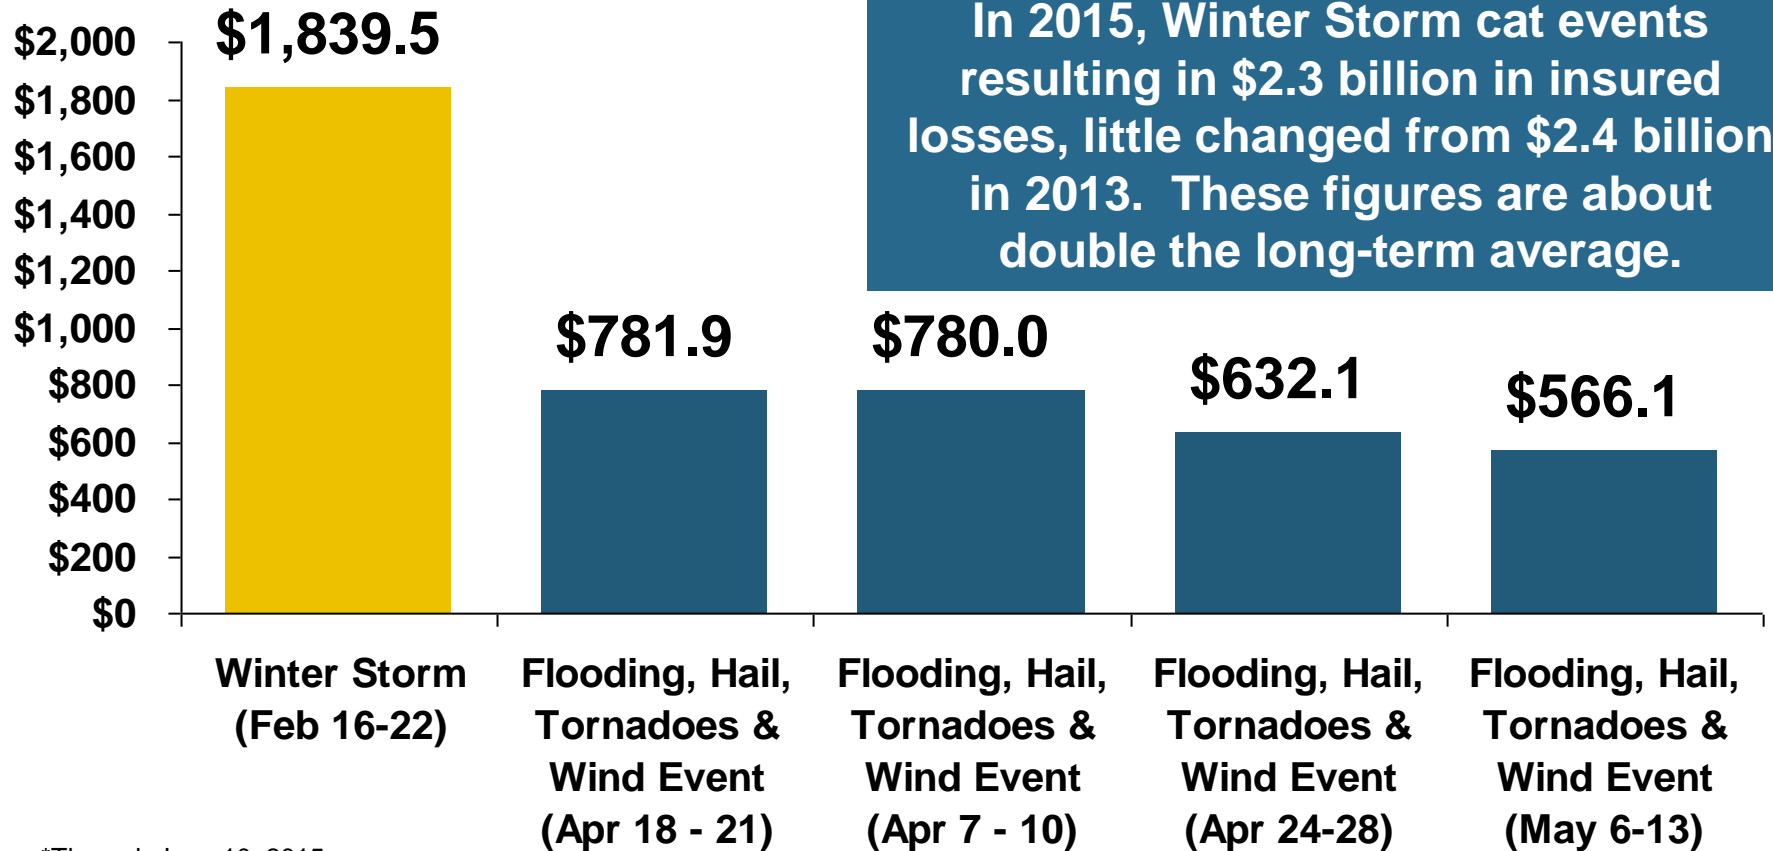 In 2015, Winter Storm cat events
resulting in $2.3 billion in insured
losses, little changed from $2.4 billion
in 2013.  These figures are about
double the long-term average.
$2,000
$1,800
$1,600
$1,400
$1,200
$1,000
$800
$600
$400
$200
$0
$1,839.5
$781.9
$780.0
$632.1
$566.1
Winter Storm
(Feb 16-22)
Flooding, Hail,
Tornadoes &
Wind Event
(Apr 18 - 21)
Flooding, Hail,
Tornadoes &
Wind Event
(Apr 7 - 10)
Flooding, Hail,
Tornadoes &
Wind Event
(Apr 24-28)
Flooding, Hail,
Tornadoes &
Wind Event
(May 6-13)